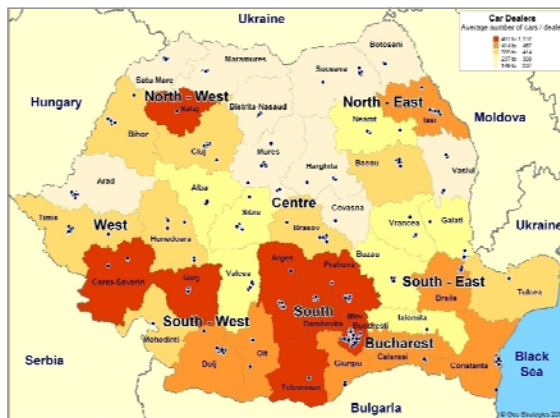 Ukraine
Car Dealers
Average number of cars / dealer
Botosani
Maramures
Suceava
Satu Mare
North - West
North - East
Hungary
Salaj
Iasi
Moldova
Bistrita-Nasaud
Neamt
Bihor
Cluj
Mures
Bacau
Harghita
Vaslui
Arad
Alba
Centre
Covasna
Sibiu
Timis
West
Vrancea
Galati
Ukraine
Hunedoara
Brasov
Buzau
Arges
Prahova
South - East
Caras-Severin
Gorj
Valcea
Tulcea
Braila
South
Ilfov
South - West
Dambovita
Bucuresti
Ialomita
Mehedinti
Bucharest
Olt
Black
Sea
Serbia
Dolj
Giurgiu
Calarasi
Constanta
Teleorman
Bulgaria